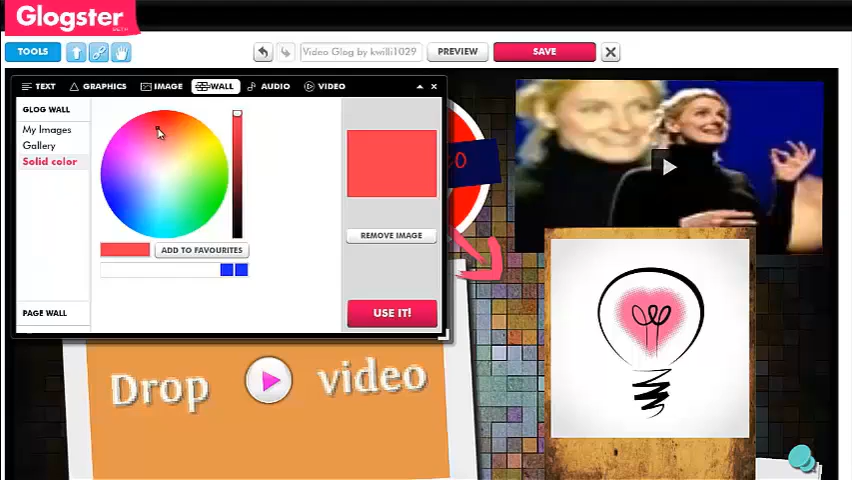 Glogster
BETA
TOOLS
Video Glog by kwilli1029
PREVIEW
SAVE
TEXT
GRAPHICS
IMAGE
WALL
AUDIO
VIDEO
GLOG WALL
My Images
Gallery
Solid color
ADD TO FAVOURITES
PAGE WALL
REMOVE IMAGE
USE IT!
Drop video